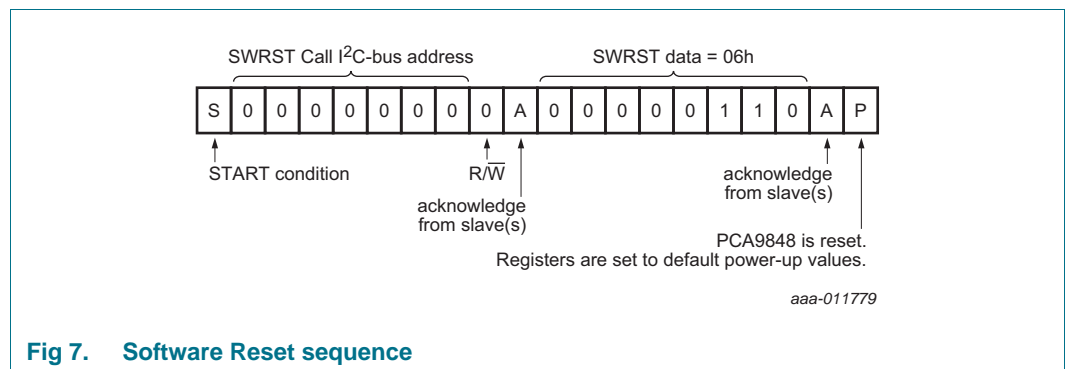 SWRST Call I2C-bus address SWRST data = 06h
S 0 0 0 0 0 0 0 0 A 0 0 0 0 0 1 1 0 A P
START condition R/W acknowledge
from slave(s)
acknowledge
from slave(s)
PCA9848 is reset.
Registers are set to default power-up values.
aaa-011779
Fig 7. Software Reset sequence